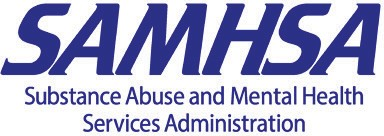 SAMHSA
Substance Abuse and Mental Health
Services Administration